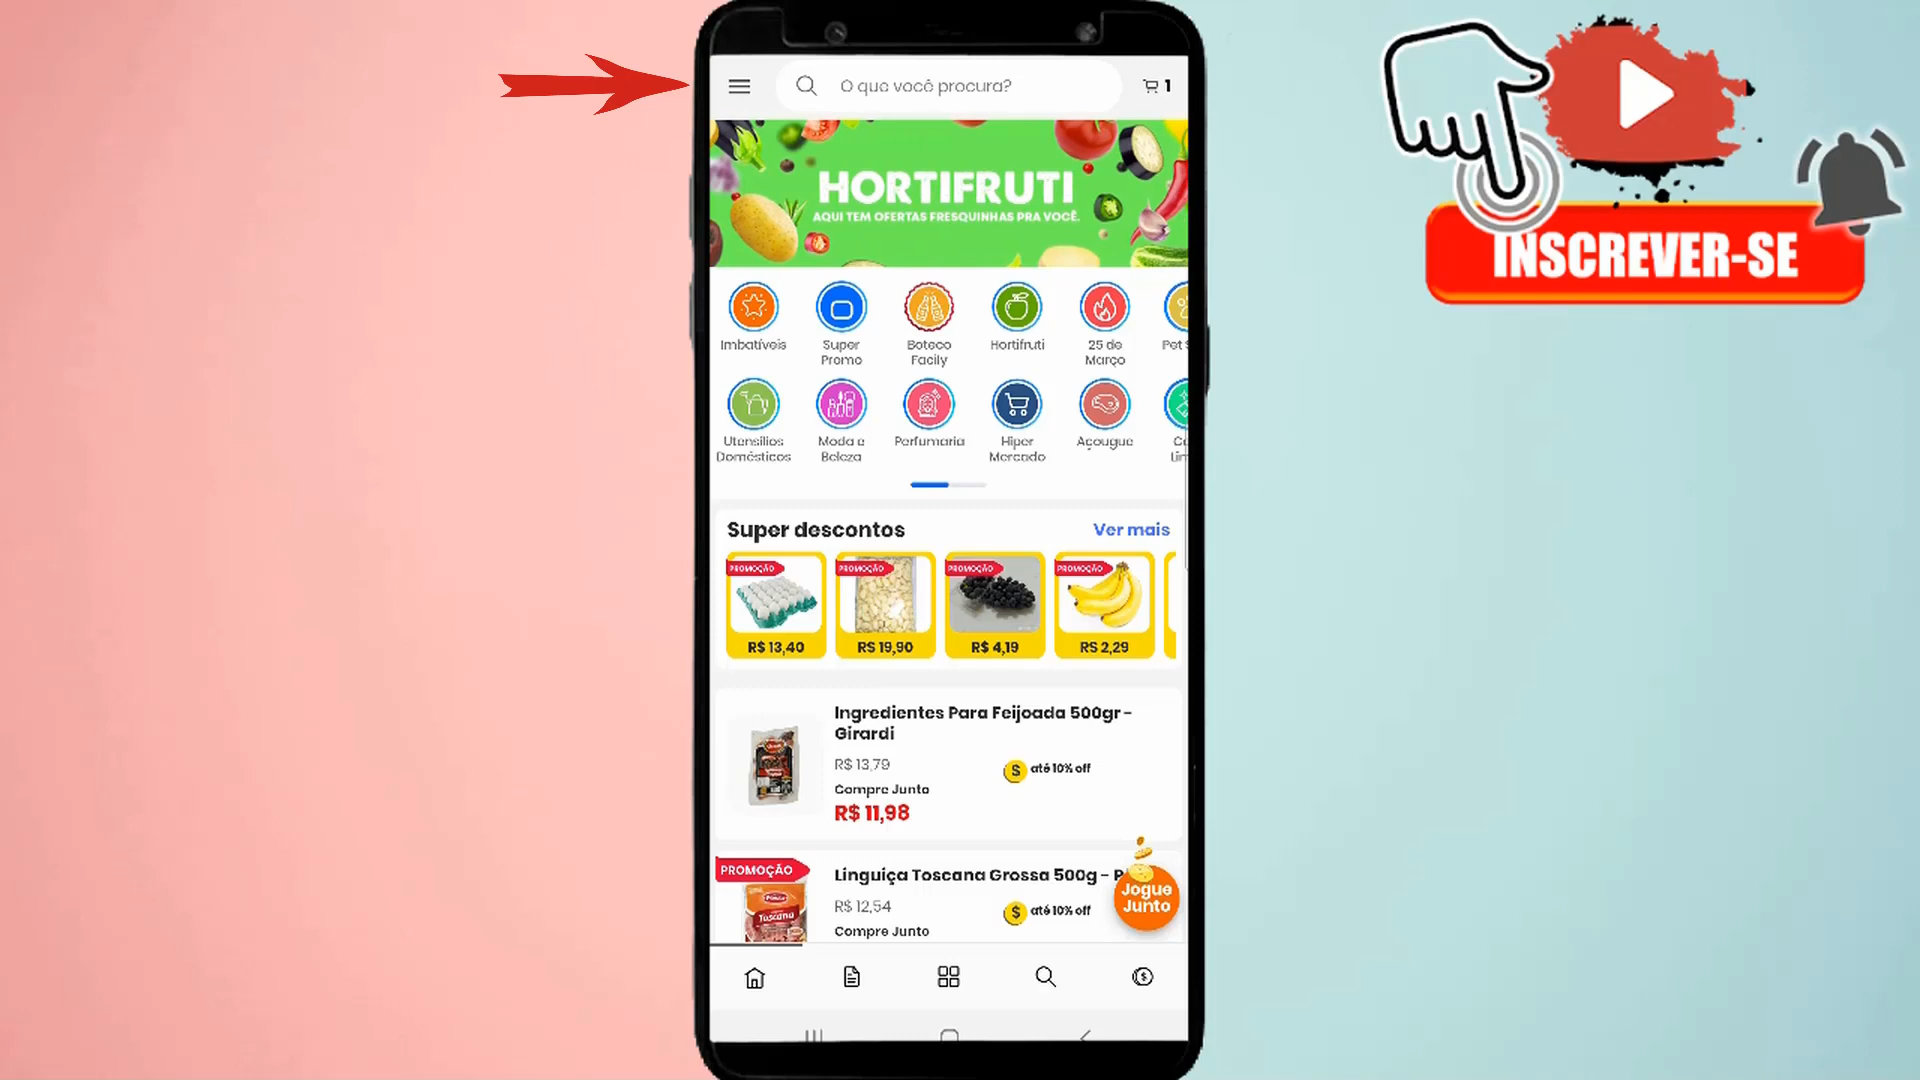 O que você procura?
1
HORTIFRUTI
AQUI TEM OFERTAS FRESQUINHAS PRA VOCÊ.
INSCREVER-SE
Imbatíveis
Super
Promo
Boteco
Facily
Hortifruti
25 de
Março
Pet S
Utensílios
Domésticos
Moda e
Beleza
Perfumaria
Hiper
Mercado
Açougue
Lim
Super descontos
Ver mais
PROMOÇÃO
PROMOÇÃO
PROMOÇÃO
PROMOÇÃO
R$ 13,40
R$ 19,90
R$ 4,19
R$ 2,29
Ingredientes Para Feijoada 500gr -
Girardi
R$ 13,79
$ até 10% off
Compre Junto
R$ 11,98
PROMOÇÃO
Linguiça Toscana Grossa 500g -
R$ 12,54
$ até 10% off
Compre Junto
Toscana
Jogue
Junto
$